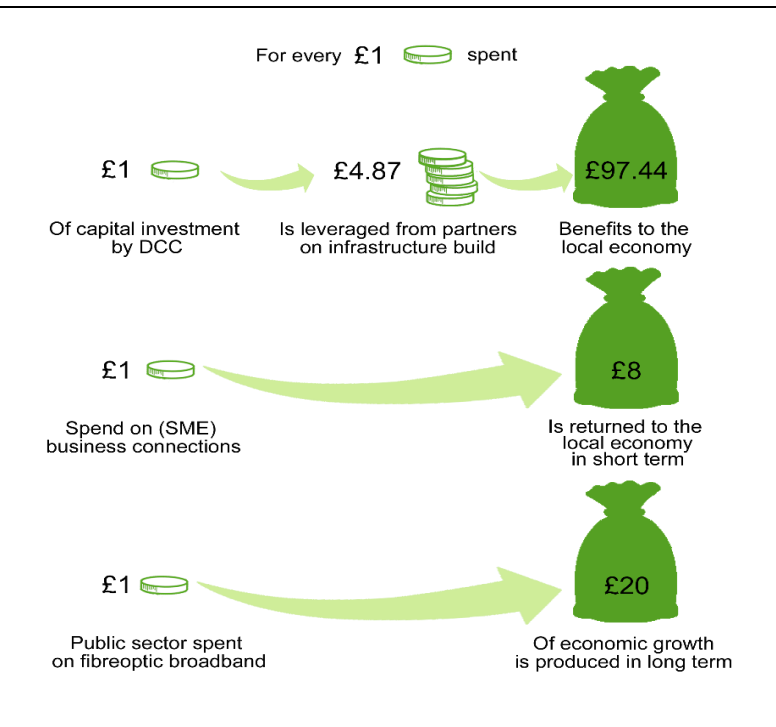 For every £1 spent
£1 £4.87 £97.44
Of capital investment
by DCC
Is leveraged from partners
on infrastructure build
Benefits to the
local economy
£1 £8
Spend on (SME)
business connections
Is returned to the
local economy
in short term
£1 £20
Public sector spent
on fibreoptic broadband
Of economic growth
is produced in long term